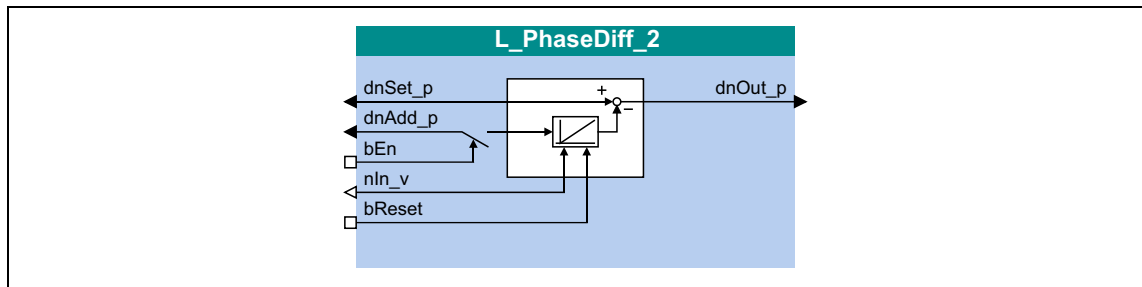 L_PhaseDiff_2
dnSet_p
dnOut_p
+
−
dnAdd_p
bEn
nIn_v
bReset